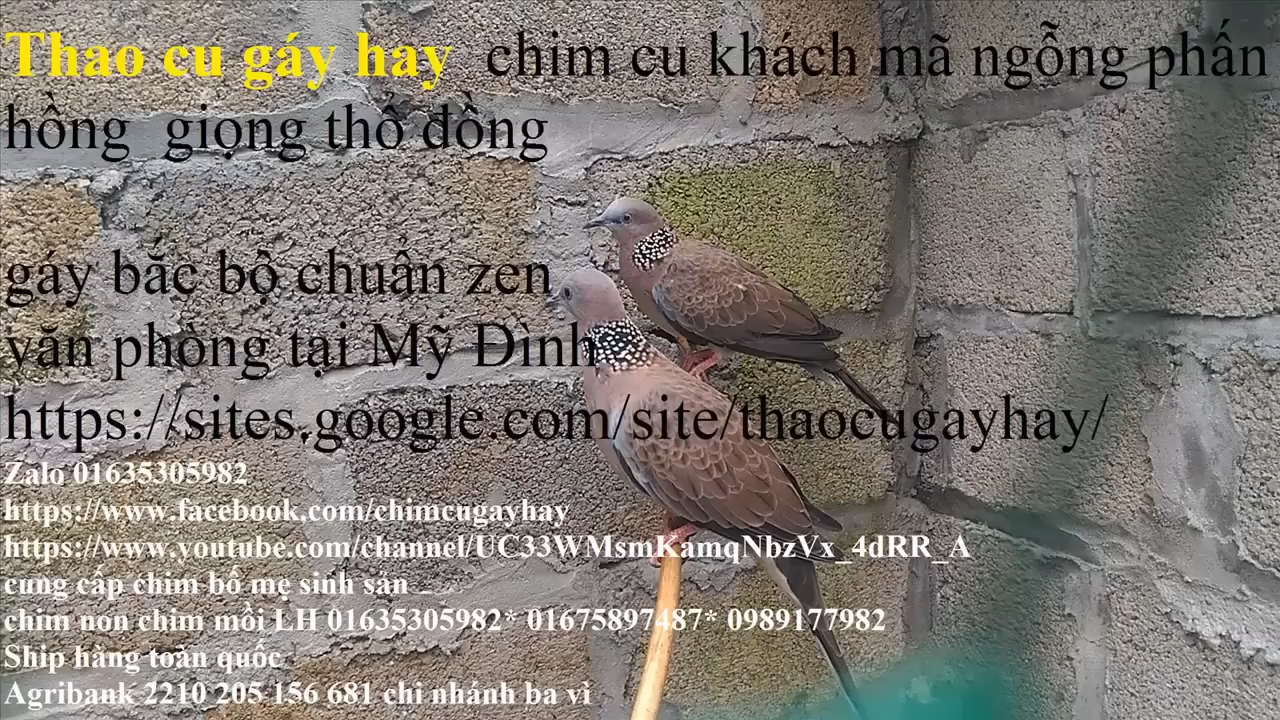 Thao cu gáy hay chim cu khách mã ngỗng phấn
hồng giọng thổ đồng
gáy bắc bộ chuẩn zen
văn phòng tại Mỹ Đình
https://sites.google.com/site/thaocugayhay/
Zalo 01635305982
https://www.facebook.com/chimcugayhay
https://www.youtube.com/channel/UC33WMsmKamqNbzVx_4dRR_A
cung cấp chim bố mẹ sinh sản
chim non chim mồi LH 01635305982* 01675897487* 0989177982
Ship hàng toàn quốc
Agribank 2210 205 156 681 chi nhánh ba vì